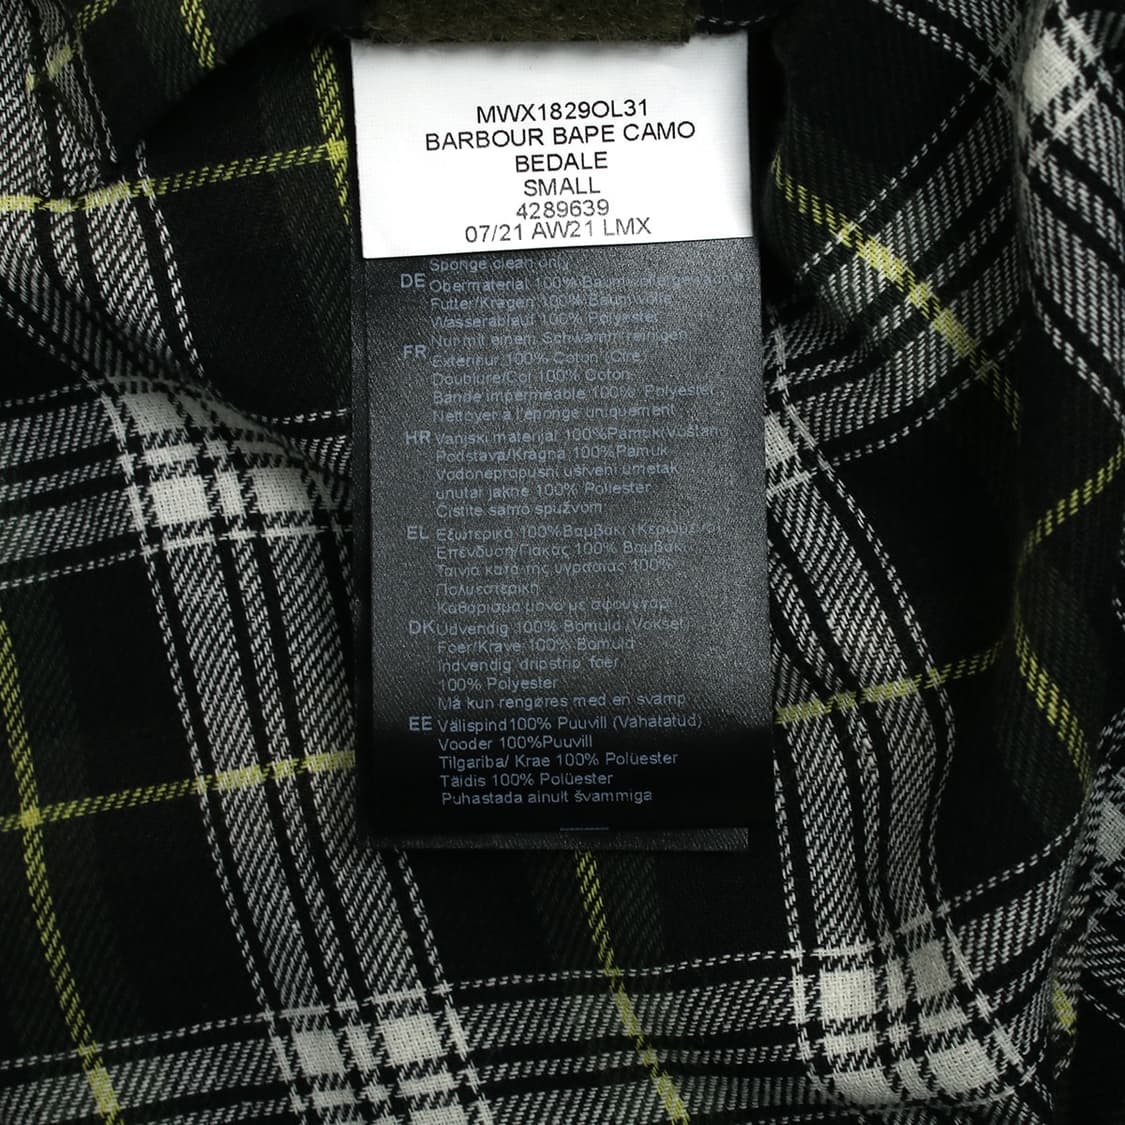 MWX1829OL31
BARBOUR BAPE CAMO
BEDALE
SMALL
4289639
07/21 AW21 LMX
Sponge clean only
DE Obermaterial 100% Baumwolle
Futter/Kragen 100% Baumwolle
Wasserablauf 100% Polyester
Nur mit einem Schwamm reinigen
FR Extérieur 100% Coton (Ciré)
Doublure/Col 100% Coton
Bande imperméable 100% Polyester
Nettoyer à l'éponge uniquement
HR Vanjski materijal 100%Pamuk(Voštan)
Podstava/Kragna 100%Pamuk
Vodonepropusni ušiveni umetak
unutar jakne 100% Poliester
Čistite samo spužvom
EL Εξωτερικό 100%Βαμβάκι (Κερωμένο)
Επένδυση/Γιακάς 100% Βαμβάκι
Ταινία κατά της υγρασίας 100%
Πολυεστερική
Καθάρισμα μόνο με σφουγγάρι
DK Udvendig 100% Bomuld (Vokset)
Foer/Krave 100% Bomuld
Indvendig dripstrip foer
100% Polyester
Må kun rengøres med en svamp
EE Välispind100% Puuvill (Vahatatud)
Vooder 100%Puuvill
Tilgariba/ Krae 100% Polüester
Täidis 100% Polüester
Puhastada ainult švammiga